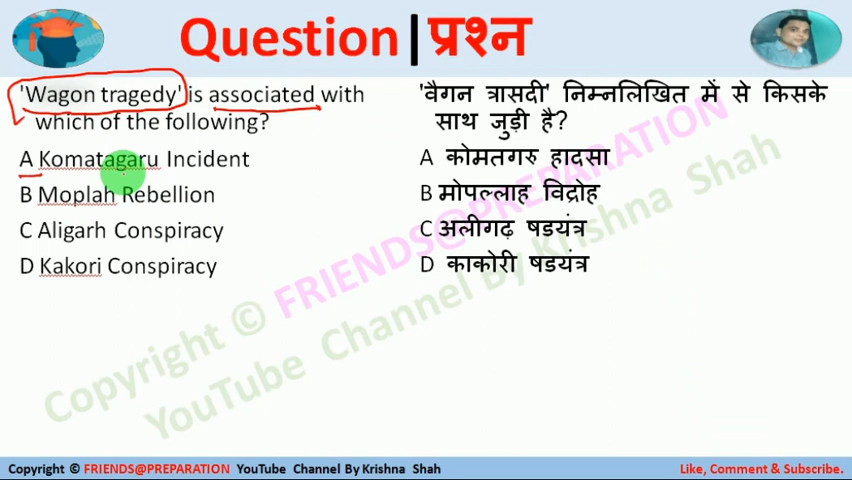 Question|प्रश्न
'Wagon tragedy' is associated with
which of the following?
A Komatagaru Incident
B Moplah Rebellion
C Aligarh Conspiracy
D Kakori Conspiracy
'वैगन त्रासदी' निम्नलिखित में से किसके
साथ जुड़ी है?
A कोमतगरु हादसा
B मोपल्लाह विद्रोह
C अलीगढ़ षडयंत्र
D काकोरी षडयंत्र
Copyright © FRIENDS@PREPARATION
YouTube Channel By Krishna Shah
Copyright © FRIENDS@PREPARATION YouTube Channel By Krishna Shah
Like, Comment & Subscribe.